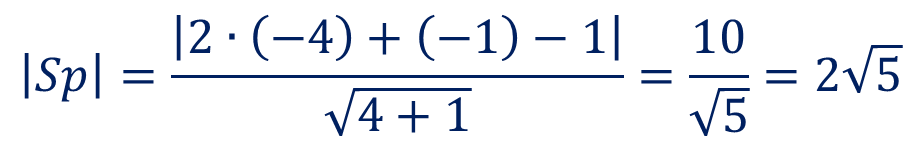 |Sp| = |2 · (−4) + (−1) − 1| / √(4 + 1) = 10 / √5 = 2√5